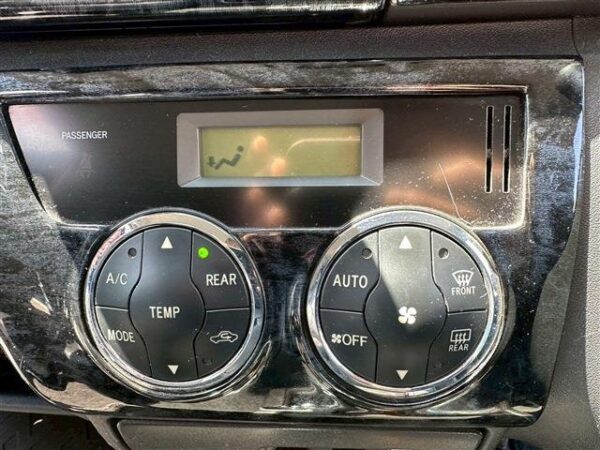 PASSENGER
A/C
REAR
TEMP
MODE
AUTO
FRONT
OFF
REAR